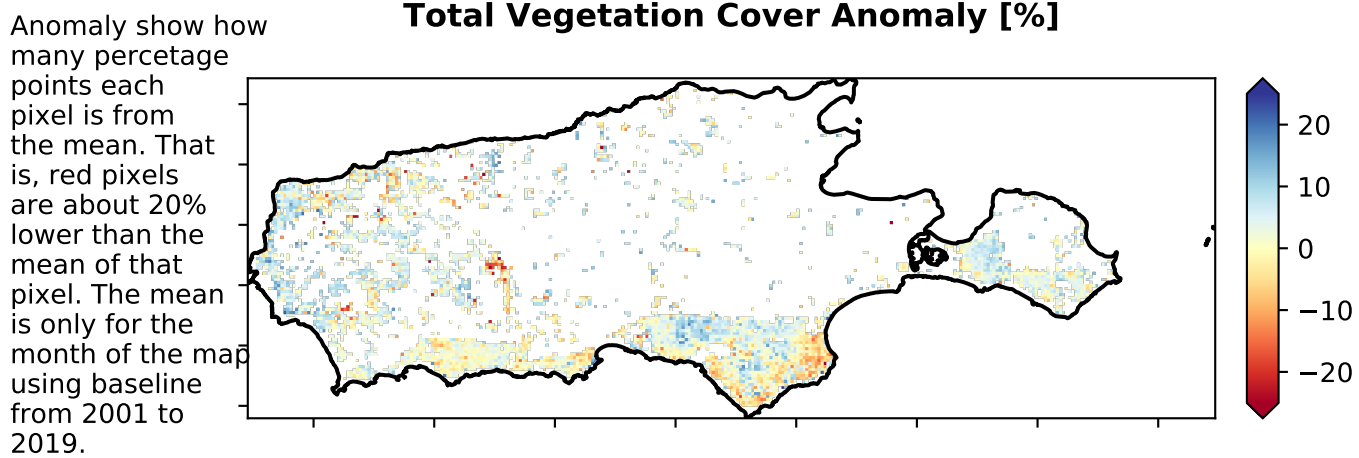 Total Vegetation Cover Anomaly [%]
Anomaly show how
many percetage
points each
pixel is from
the mean. That
is, red pixels
are about 20%
lower than the
mean of that
pixel. The mean
is only for the
month of the map
using baseline
from 2001 to
2019.
20
10
0
−10
−20